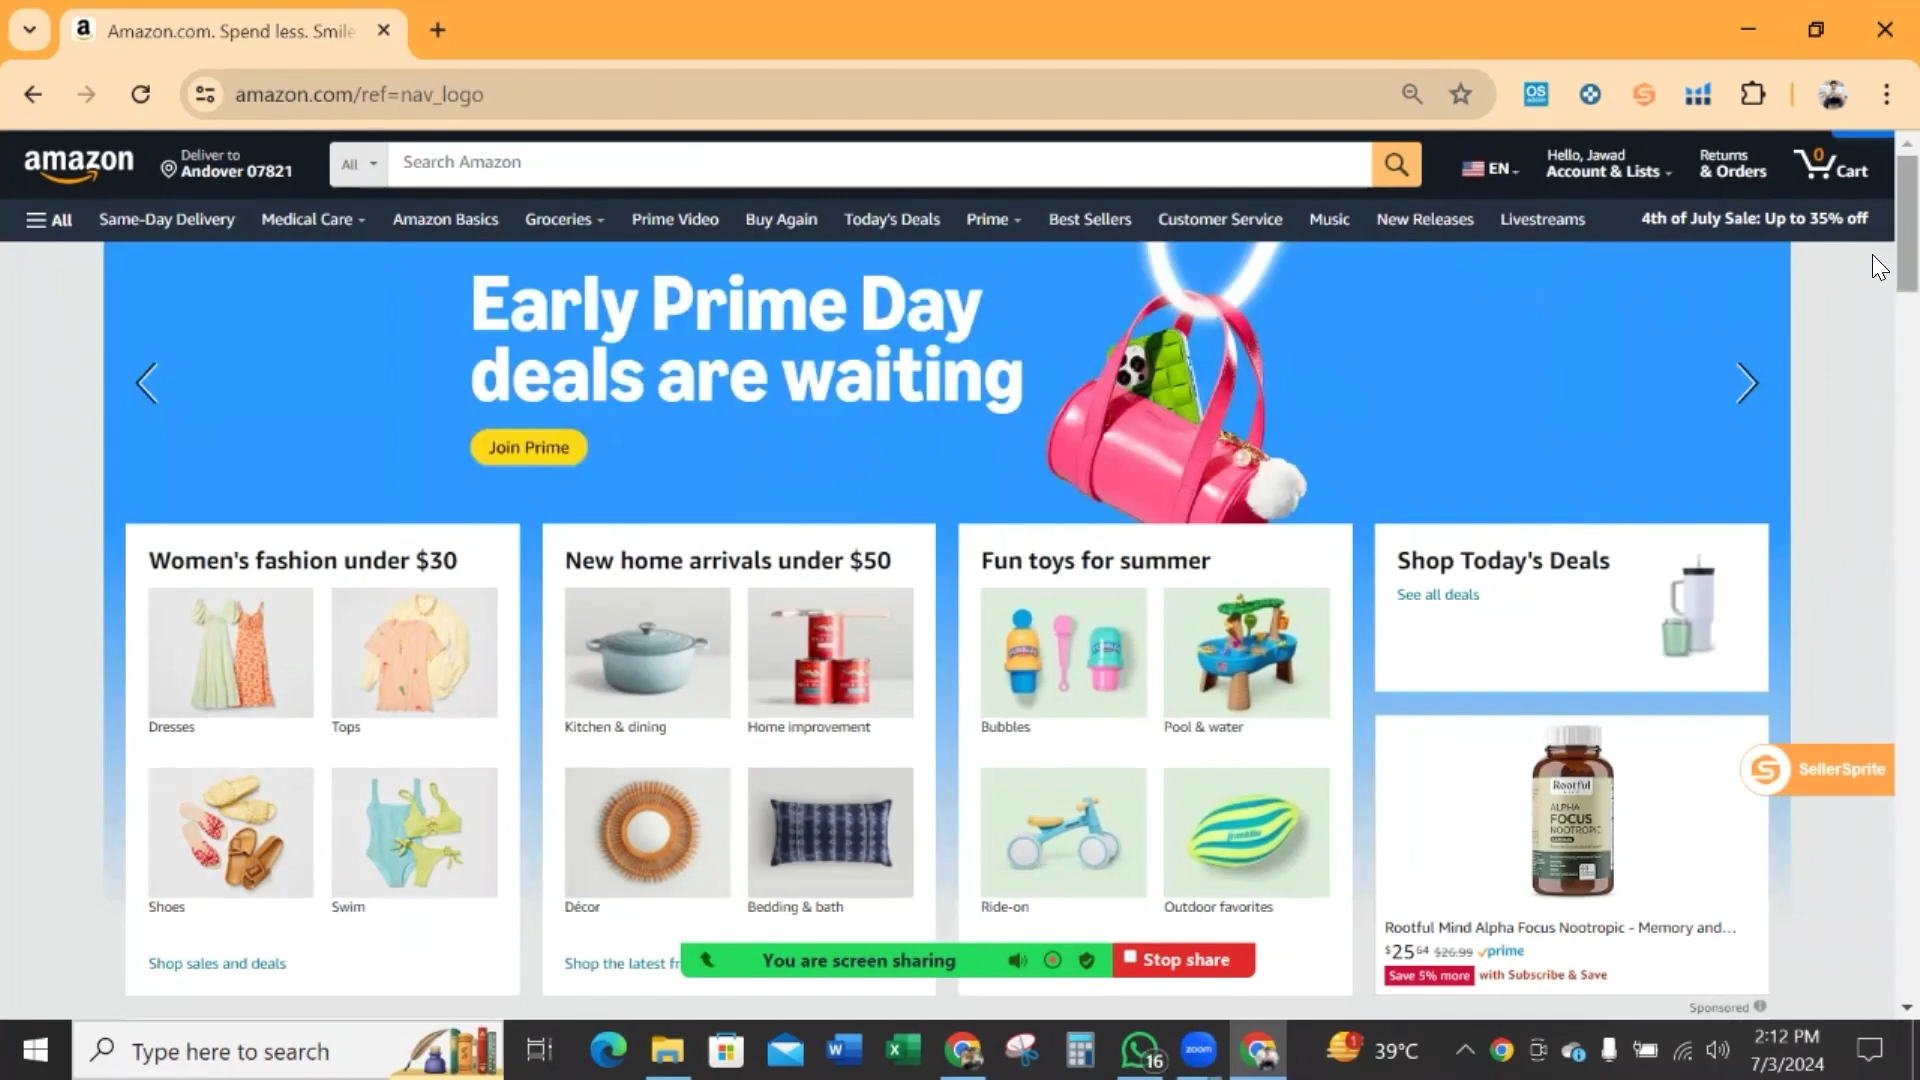 Amazon.com. Spend less. Smile
amazon.com/ref=nav_logo
amazon
Deliver to
Andover 07821
All
Search Amazon
EN
Hello, Jawad
Account & Lists
Returns
& Orders
0
Cart
All
Same-Day Delivery
Medical Care
Amazon Basics
Groceries
Prime Video
Buy Again
Today's Deals
Prime
Best Sellers
Customer Service
Music
New Releases
Livestreams
4th of July Sale: Up to 35% off
Early Prime Day
deals are waiting
Join Prime
Women's fashion under $30
Dresses
Tops
Shoes
Swim
Shop sales and deals
New home arrivals under $50
Kitchen & dining
Home improvement
Décor
Bedding & bath
Shop the latest fr
Fun toys for summer
Bubbles
Pool & water
Ride-on
Outdoor favorites
Shop Today's Deals
See all deals
Rootful
ALPHA
FOCUS
NOOTROPIC
Rootful Mind Alpha Focus Nootropic - Memory and...
$25 64 $26.99 prime
Save 5% more with Subscribe & Save
Sponsored
SellerSprite
You are screen sharing
Stop share
Type here to search
16
zoom
1
39°C
2:12 PM
7/3/2024